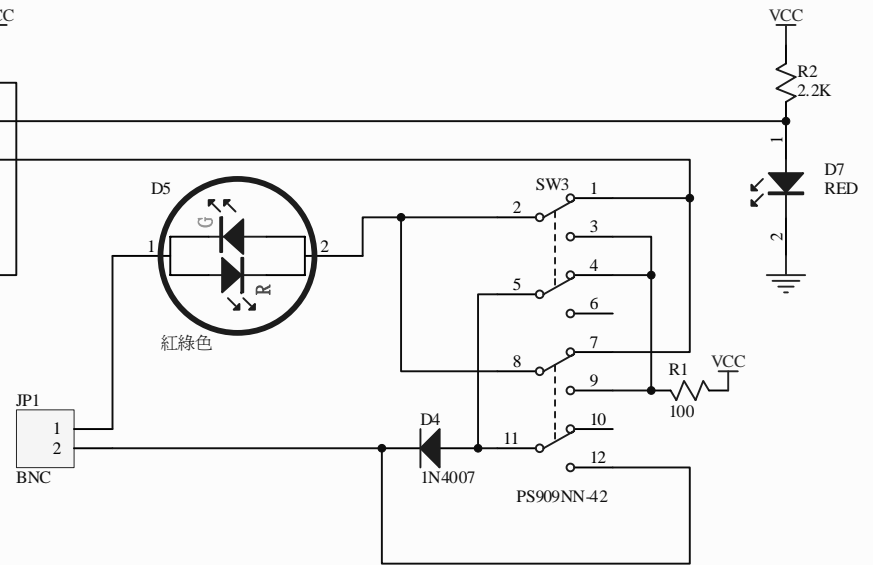 CC
VCC
R2
2.2K
1
D7
RED
2
D5
G
1
2
R
紅綠色
SW3
1
2
3
4
5
6
7
8
9
10
11
12
PS909NN-42
R1
100
VCC
JP1
1
2
BNC
D4
1N4007